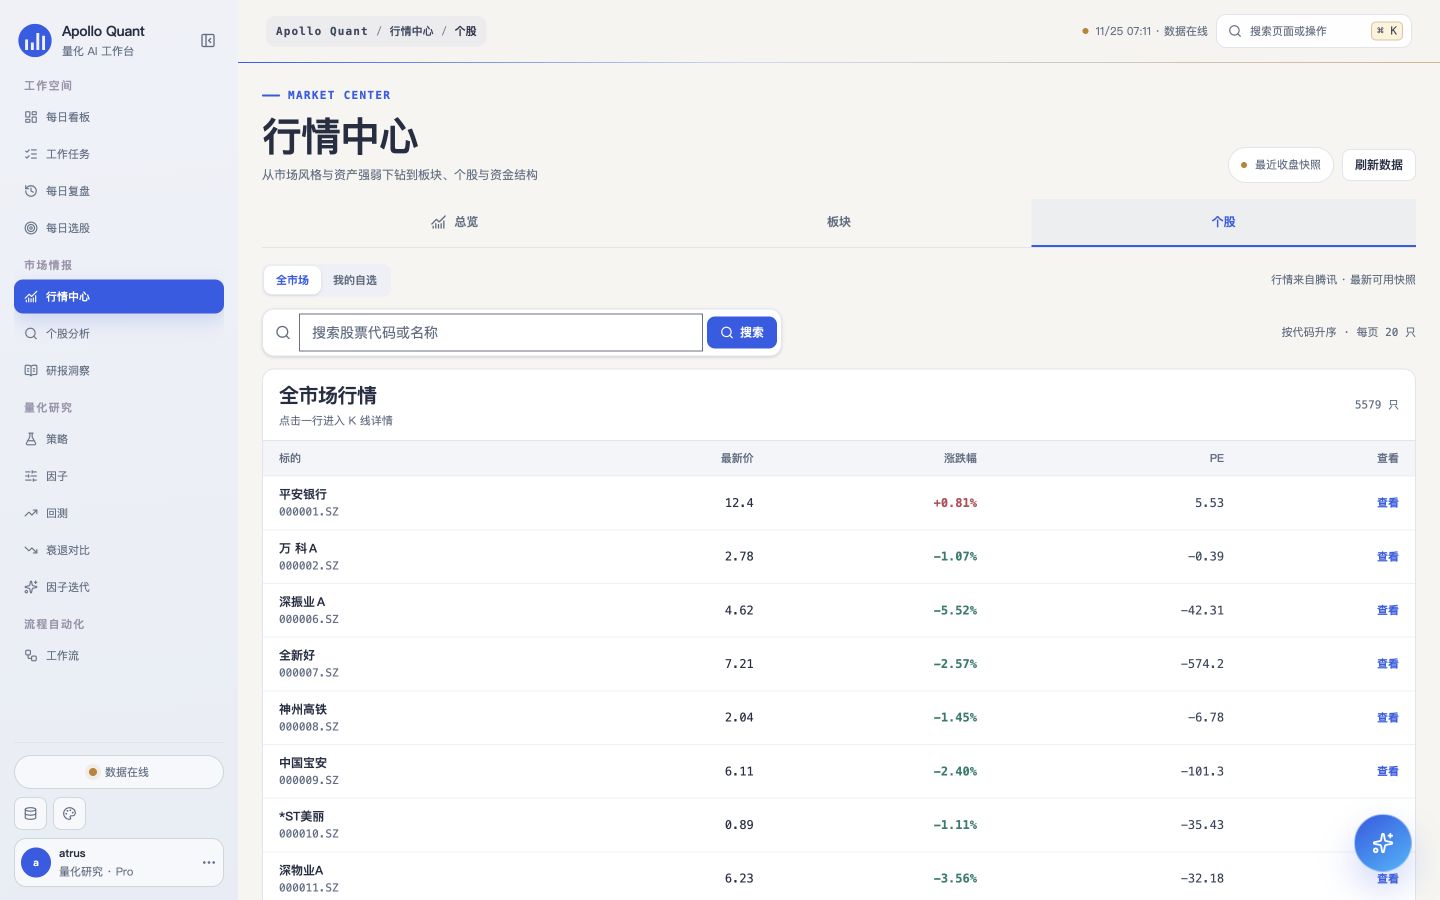 Apollo Quant
量化 AI 工作台
工作空间
每日看板
工作任务
每日复盘
每日选股
市场情报
行情中心
个股分析
研报洞察
量化研究
策略
因子
回测
衰退对比
因子迭代
流程自动化
工作流
数据在线
a
atrus
量化研究 · Pro
Apollo Quant / 行情中心 / 个股
11/25 07:11 · 数据在线
搜索页面或操作
⌘ K
MARKET CENTER
行情中心
从市场风格与资产强弱下钻到板块、个股与资金结构
最近收盘快照
刷新数据
总览
板块
个股
全市场
我的自选
行情来自腾讯 · 最新可用快照
搜索股票代码或名称
搜索
按代码升序 · 每页 20 只
全市场行情
点击一行进入 K 线详情
5579 只
标的 最新价 涨跌幅 PE 查看
平安银行
000001.SZ
12.4 +0.81% 5.53 查看
万 科A
000002.SZ
2.78 -1.07% -0.39 查看
深振业A
000006.SZ
4.62 -5.52% -42.31 查看
全新好
000007.SZ
7.21 -2.57% -574.2 查看
神州高铁
000008.SZ
2.04 -1.45% -6.78 查看
中国宝安
000009.SZ
6.11 -2.40% -101.3 查看
*ST美丽
000010.SZ
0.89 -1.11% -35.43 查看
深物业A
000011.SZ
6.23 -3.56% -32.18 查看